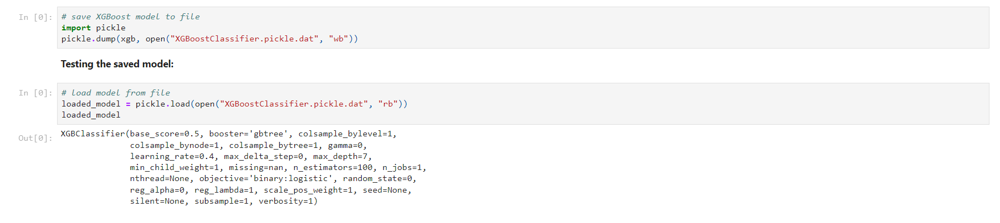 In [0]:
# save XGBoost model to file
import pickle
pickle.dump(xgb, open("XGBoostClassifier.pickle.dat", "wb"))
Testing the saved model:
In [0]:
# load model from file
loaded_model = pickle.load(open("XGBoostClassifier.pickle.dat", "rb"))
loaded_model
Out[0]:
XGBClassifier(base_score=0.5, booster='gbtree', colsample_bylevel=1,
colsample_bynode=1, colsample_bytree=1, gamma=0,
learning_rate=0.4, max_delta_step=0, max_depth=7,
min_child_weight=1, missing=nan, n_estimators=100, n_jobs=1,
nthread=None, objective='binary:logistic', random_state=0,
reg_alpha=0, reg_lambda=1, scale_pos_weight=1, seed=None,
silent=None, subsample=1, verbosity=1)